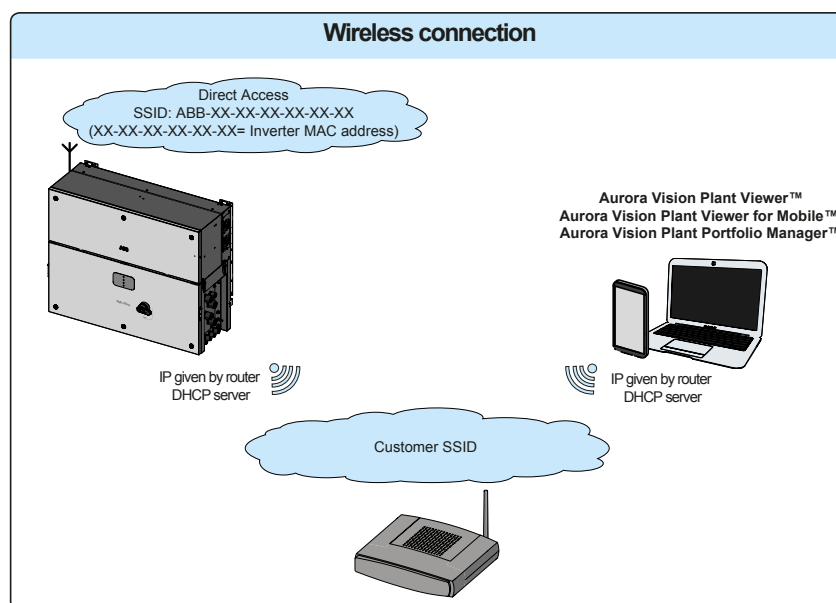 Wireless connection
Direct Access
SSID: ABB-XX-XX-XX-XX-XX-XX
(XX-XX-XX-XX-XX-XX= Inverter MAC address)
Aurora Vision Plant Viewer™
Aurora Vision Plant Viewer for Mobile™
Aurora Vision Plant Portfolio Manager™
ABB
IP given by router
DHCP server
IP given by router
DHCP server
Customer SSID